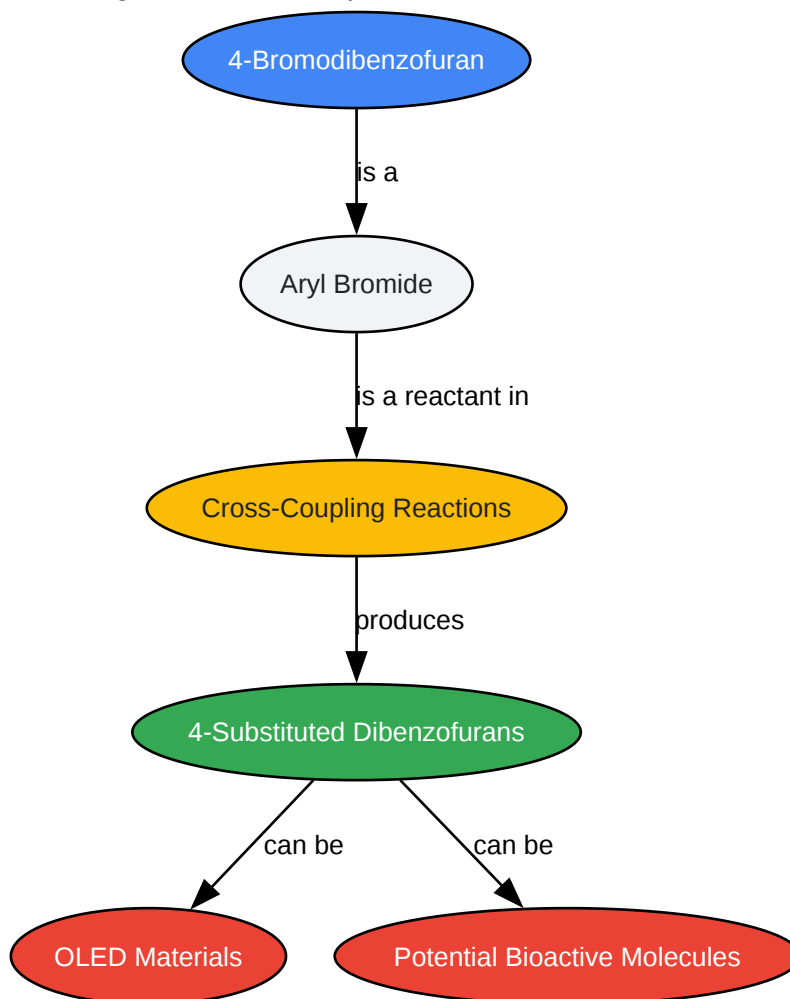 4-Bromodibenzofuran
is a
Aryl Bromide
is a reactant in
Cross-Coupling Reactions
produces
4-Substituted Dibenzofurans
can be
can be
OLED Materials
Potential Bioactive Molecules